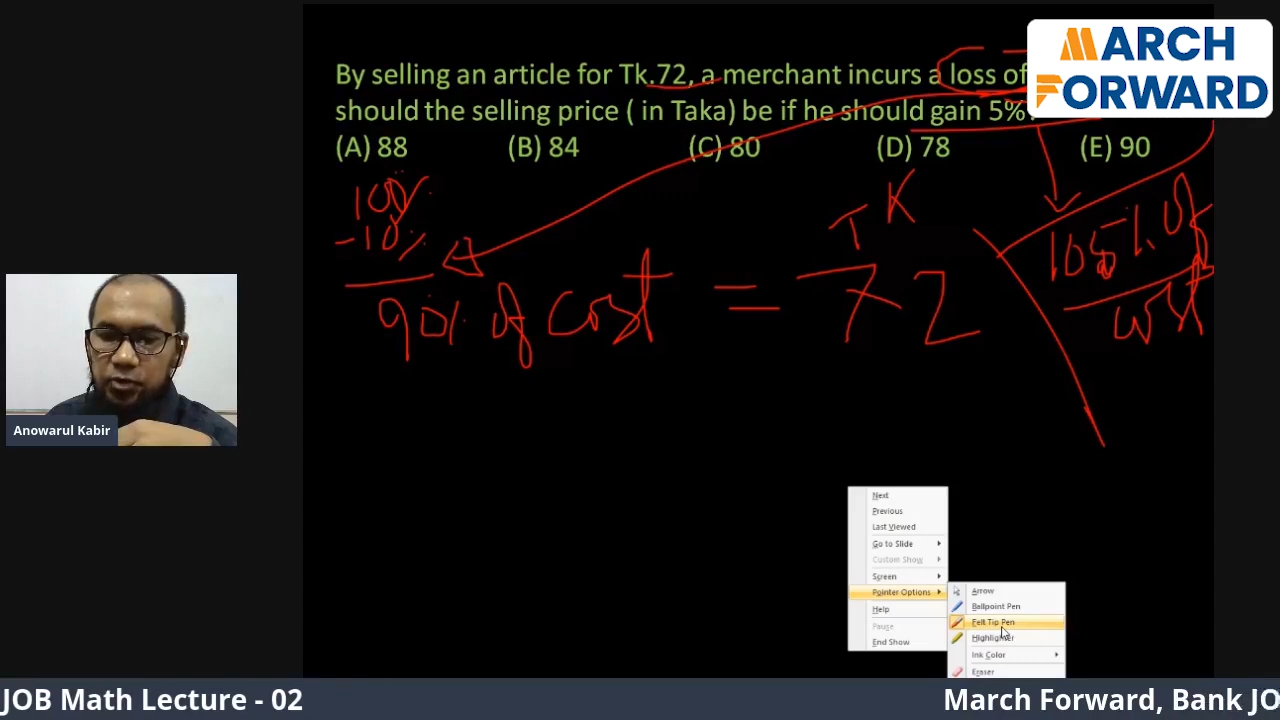 By selling an article for Tk.72, a merchant incurs a loss of
should the selling price ( in Taka) be if he should gain 5%?
(A) 88 (B) 84 (C) 80 (D) 78 (E) 90
MARCH
FORWARD
100%
-10%
90% of cost = 72
TK
105% of
cost
Anowarul Kabir
Next
Previous
Last Viewed
Go to Slide
Custom Show
Screen
Pointer Options
Help
Pause
End Show
Arrow
Ballpoint Pen
Felt Tip Pen
Highlighter
Ink Color
Eraser
JOB Math Lecture - 02
March Forward, Bank JO